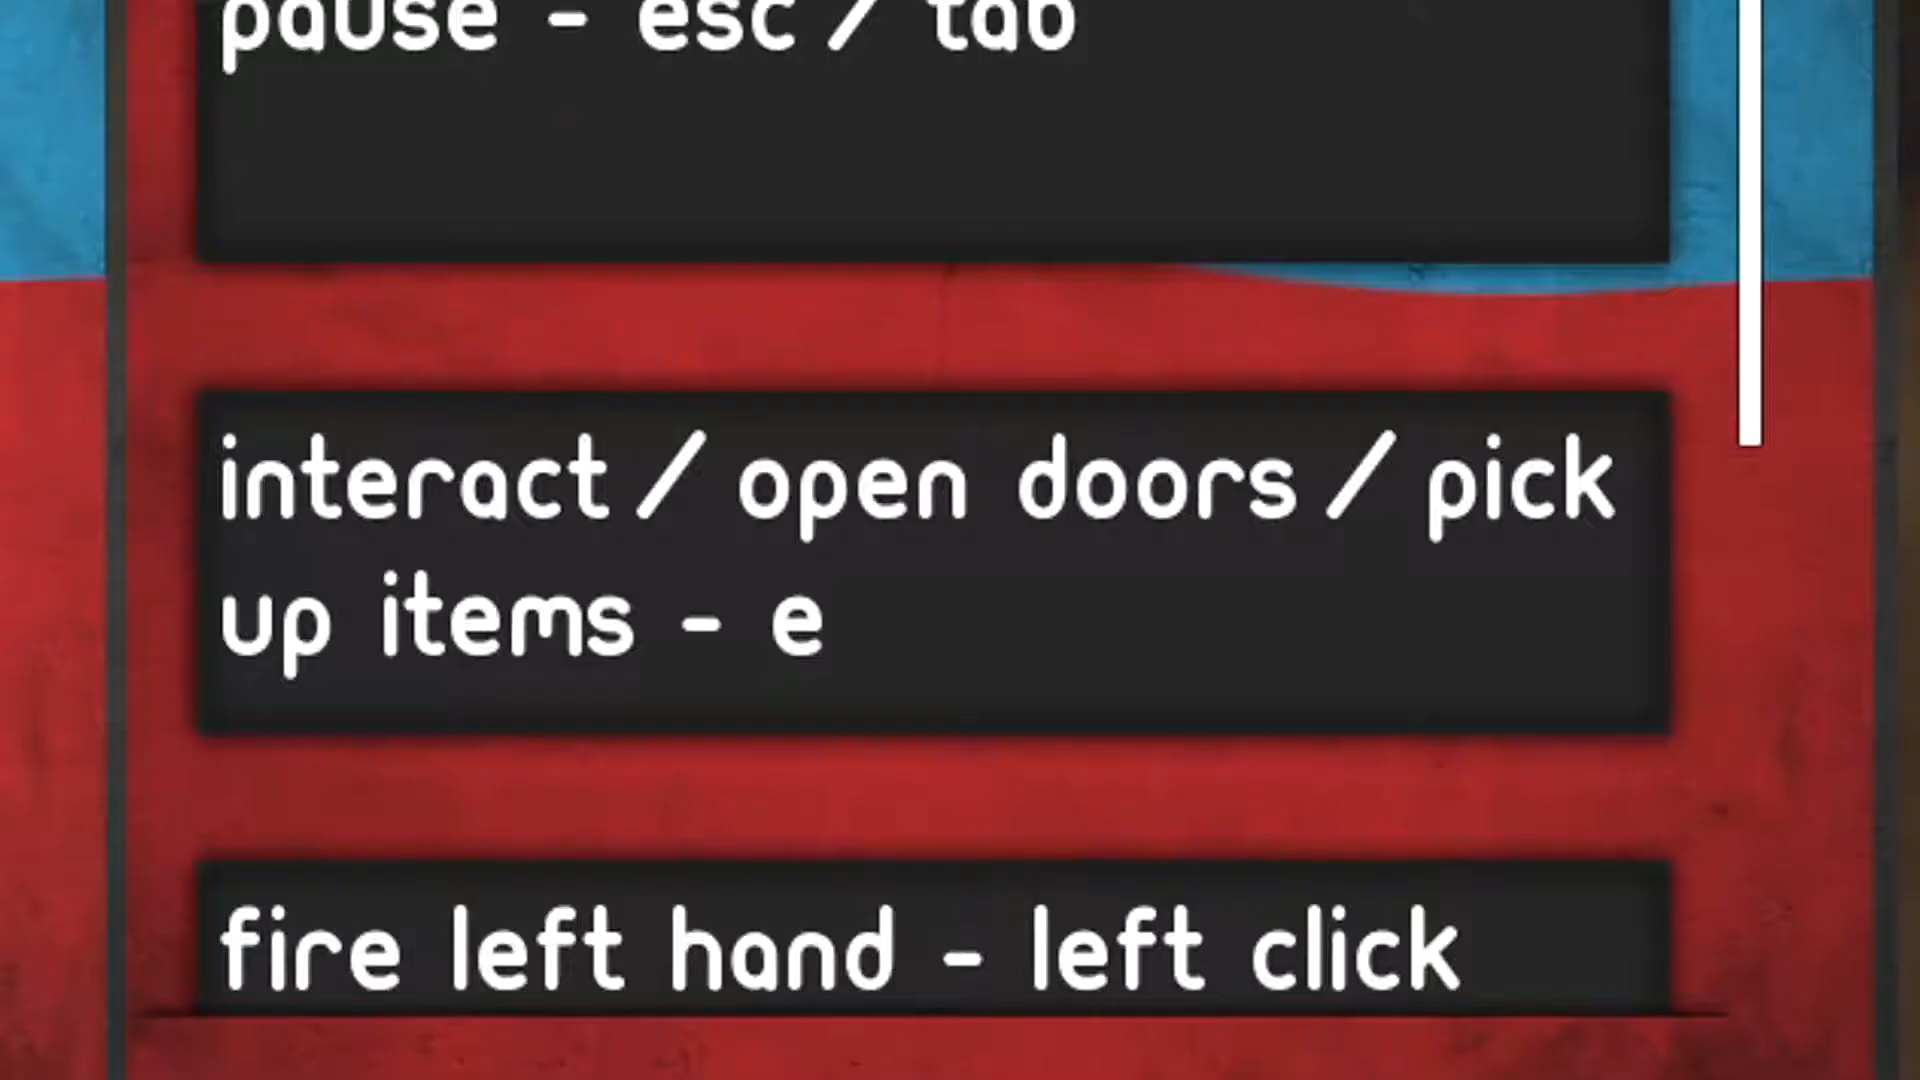 pause - esc / tab
interact / open doors / pick
up items - e
fire left hand - left click